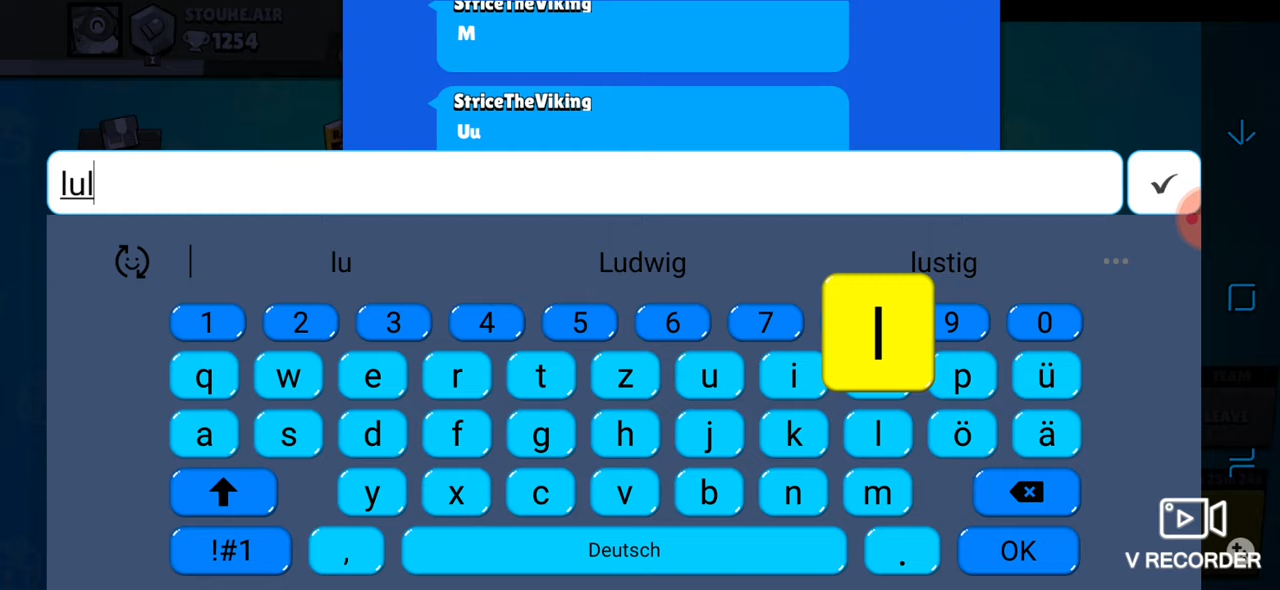 STOUHE.AIR
1254
StriceTheViking
M
StriceTheViking
Uu
lul
lu Ludwig lustig
1 2 3 4 5 6 7 9 0
l
q w e r t z u i p ü
a s d f g h j k l ö ä
y x c v b n m
!#1 , Deutsch . OK
TEAM
LEAVE
V RECORDER